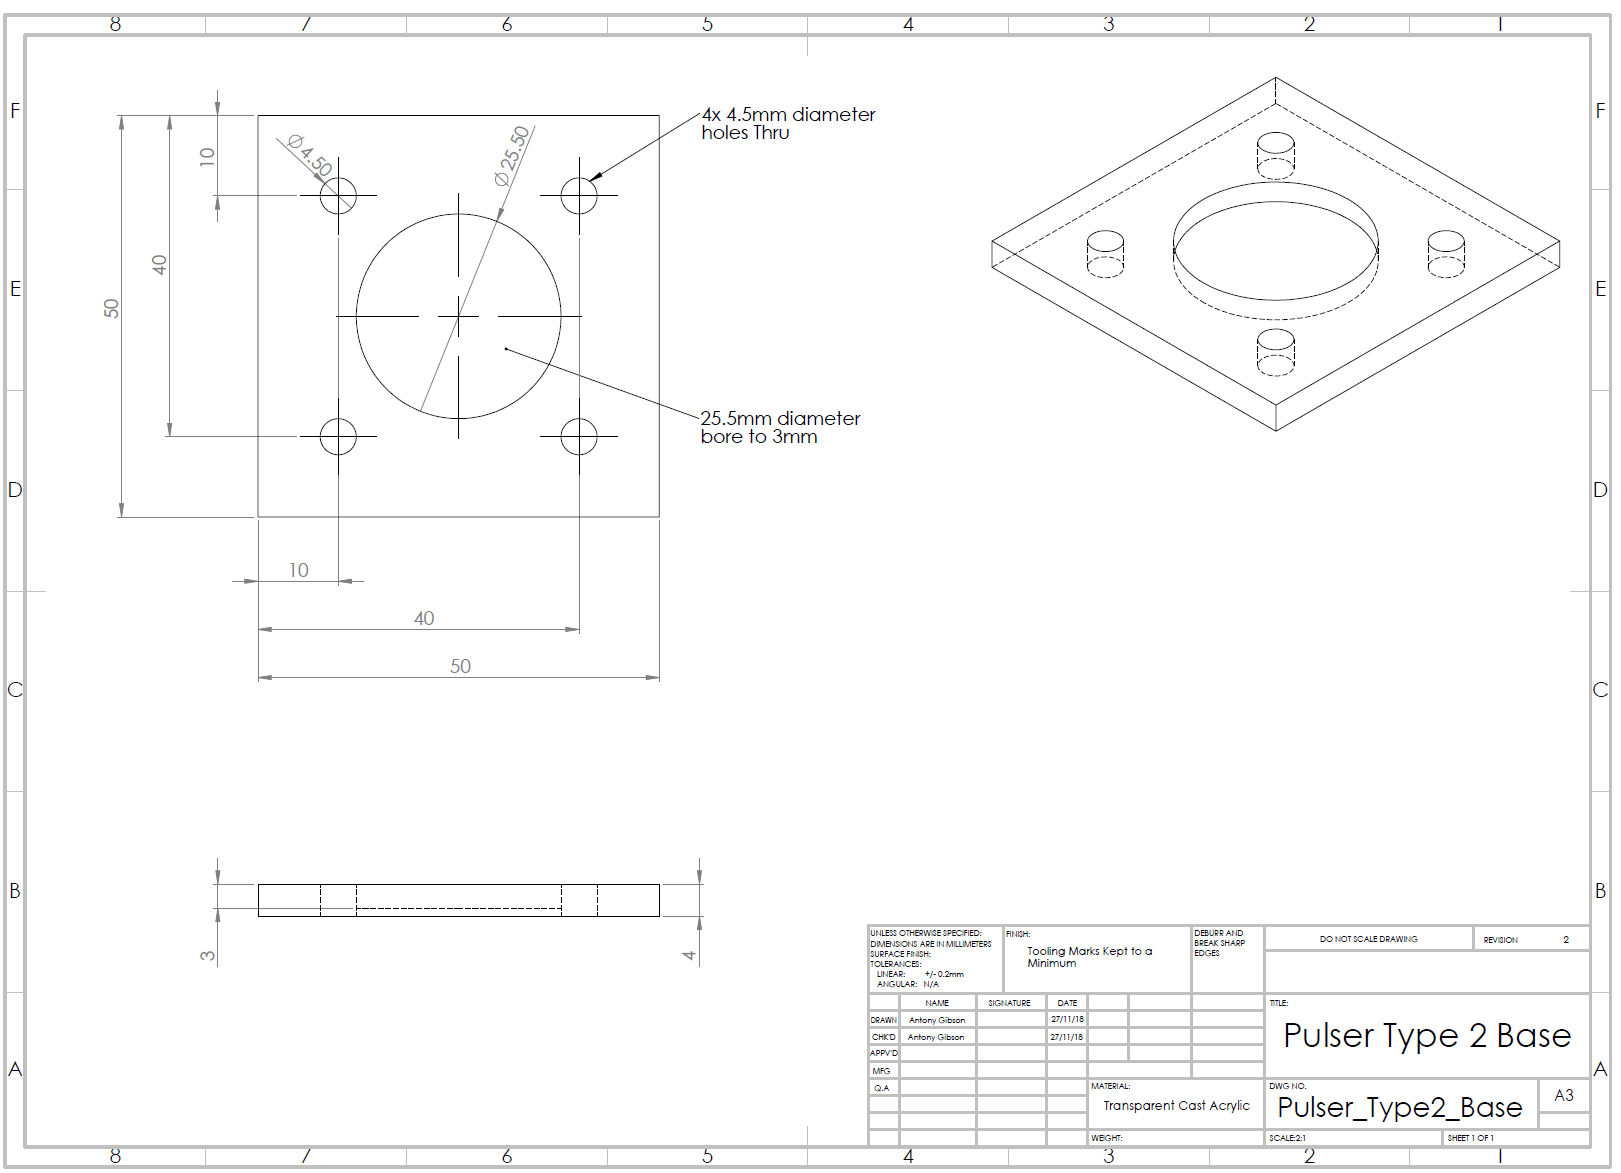 8 7 6 5 4 3 2 1
F
E
D
C
B
A
F
E
D
C
B
A
10
40
50
Ø4.50
Ø25.50
4x 4.5mm diameter
holes Thru
25.5mm diameter
bore to 3mm
10
40
50
3
4
UNLESS OTHERWISE SPECIFIED:
DIMENSIONS ARE IN MILLIMETERS
SURFACE FINISH:
TOLERANCES:
LINEAR: +/- 0.2mm
ANGULAR: N/A
FINISH:
Tooling Marks Kept to a
Minimum
DEBURR AND
BREAK SHARP
EDGES
DO NOT SCALE DRAWING
REVISION 2
NAME SIGNATURE DATE
DRAWN Antony Gibson 27/11/18
CHK'D Antony Gibson 27/11/18
APPV'D
MFG
Q.A
TITLE:
Pulser Type 2 Base
MATERIAL:
Transparent Cast Acrylic
DWG NO.
Pulser_Type2_Base
A3
WEIGHT:
SCALE:2:1
SHEET 1 OF 1
8 7 6 5 4 3 2 1